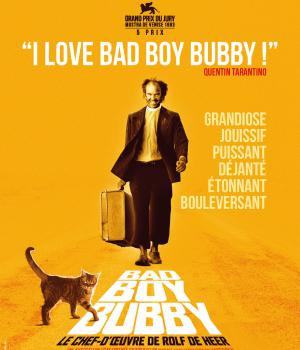 GRAND PRIX DU JURY
MOSTRA DE VENISE 1993
5 PRIX
“I LOVE BAD BOY BUBBY !”
QUENTIN TARANTINO
GRANDIOSE
JOUISSIF
PUISSANT
DÉJANTÉ
ÉTONNANT
BOULEVERSANT
BAD
BOY
BUBBY
LE CHEF-D'ŒUVRE DE ROLF DE HEER